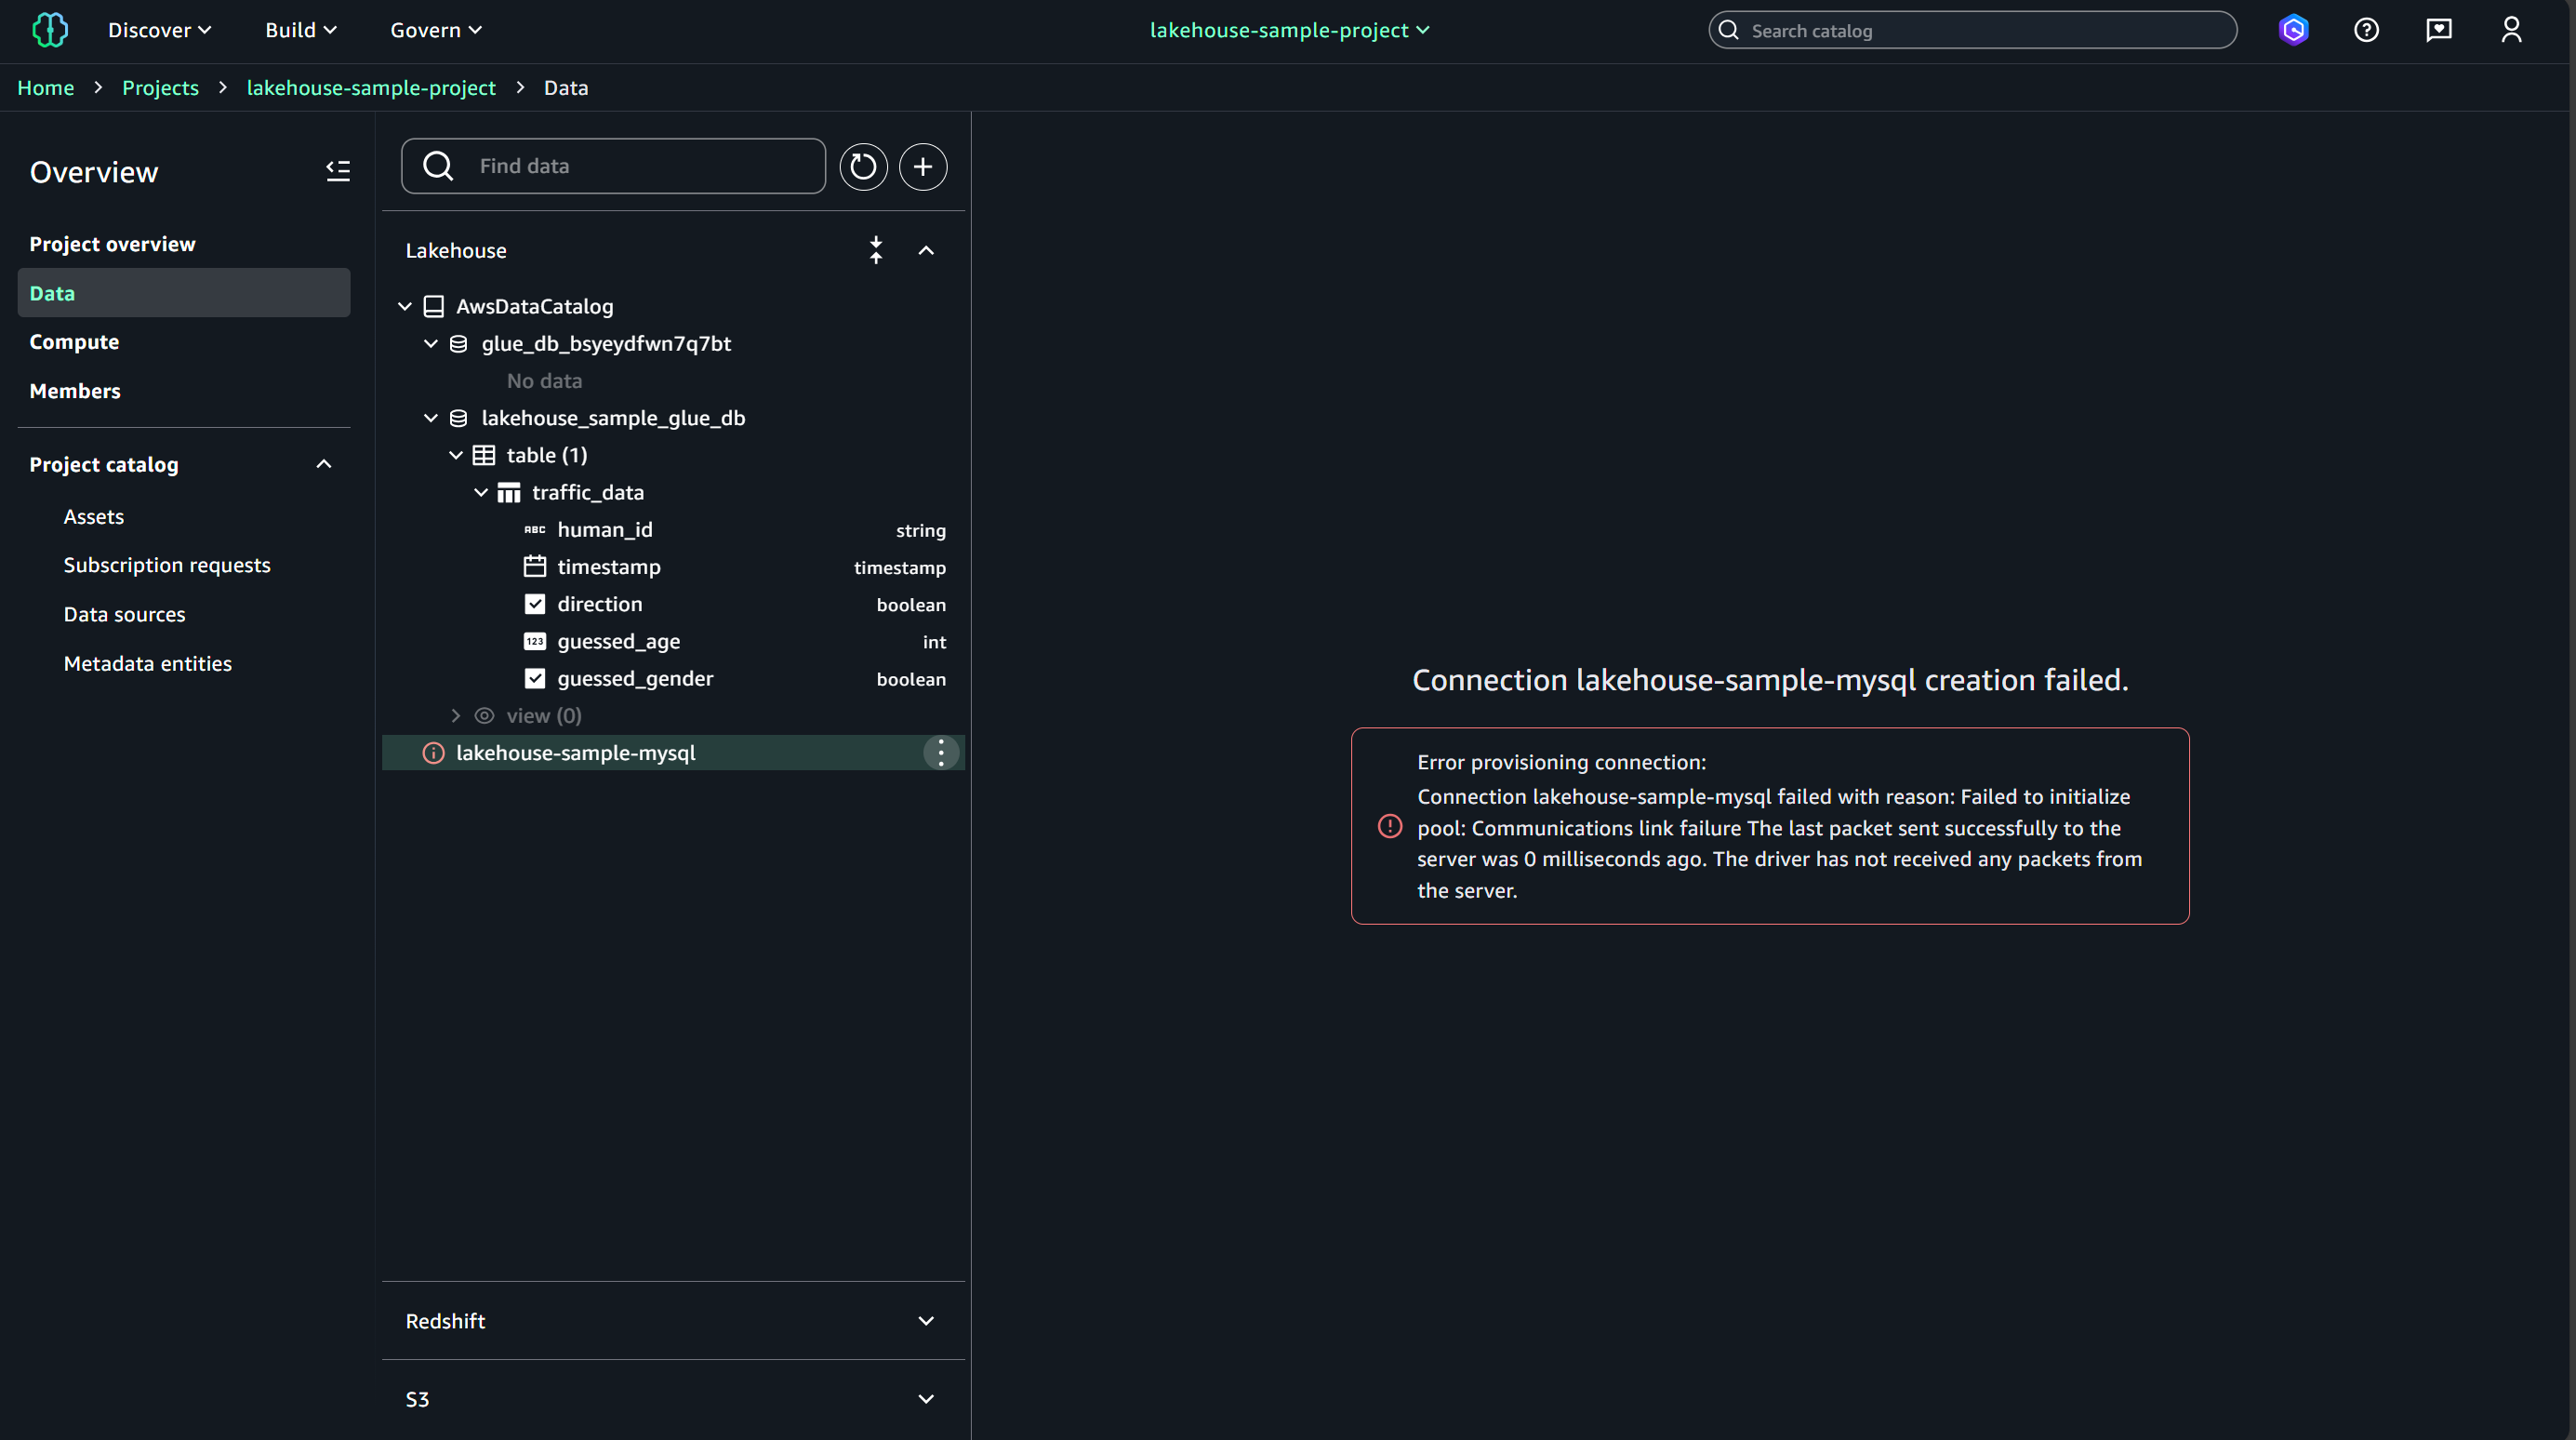 Discover
Build
Govern
lakehouse-sample-project
Search catalog
Home
Projects
lakehouse-sample-project
Data
Overview
Project overview
Data
Compute
Members
Project catalog
Assets
Subscription requests
Data sources
Metadata entities
Find data
Lakehouse
AwsDataCatalog
glue_db_bsyeydfwn7q7bt
No data
lakehouse_sample_glue_db
table (1)
traffic_data
ABC human_id string
timestamp timestamp
direction boolean
123 guessed_age int
guessed_gender boolean
view (0)
lakehouse-sample-mysql
Redshift
S3
Connection lakehouse-sample-mysql creation failed.
Error provisioning connection:
Connection lakehouse-sample-mysql failed with reason: Failed to initialize
pool: Communications link failure The last packet sent successfully to the
server was 0 milliseconds ago. The driver has not received any packets from
the server.